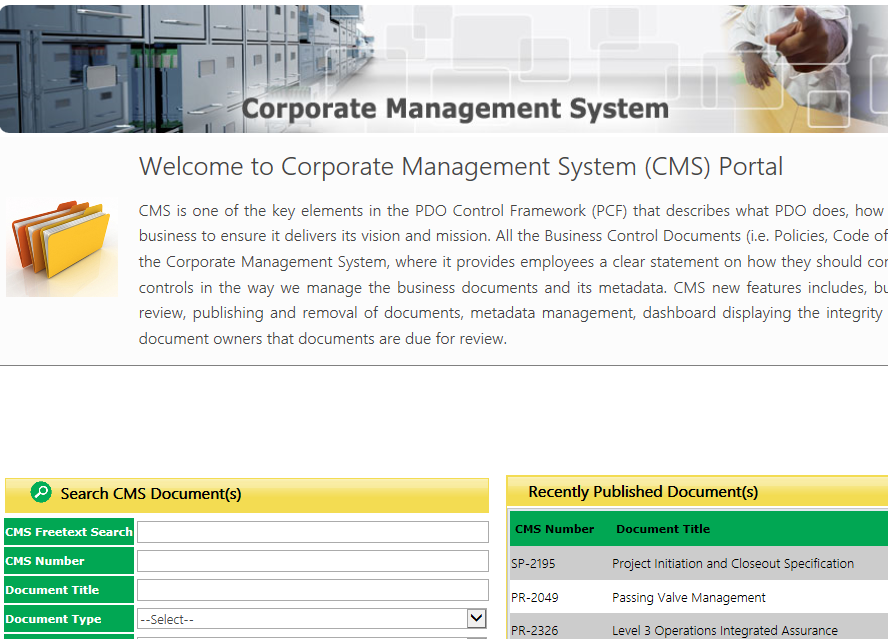 Corporate Management System
Welcome to Corporate Management System (CMS) Portal
CMS is one of the key elements in the PDO Control Framework (PCF) that describes what PDO does, how
business to ensure it delivers its vision and mission. All the Business Control Documents (i.e. Policies, Code of
the Corporate Management System, where it provides employees a clear statement on how they should
controls in the way we manage the business documents and its metadata. CMS new features includes,
review, publishing and removal of documents, metadata management, dashboard displaying the integrity
document owners that documents are due for review.
Search CMS Document(s)
CMS Freetext Search
CMS Number
Document Title
Document Type
--Select--
Recently Published Document(s)
CMS Number Document Title
SP-2195 Project Initiation and Closeout Specification
PR-2049 Passing Valve Management
PR-2326 Level 3 Operations Integrated Assurance